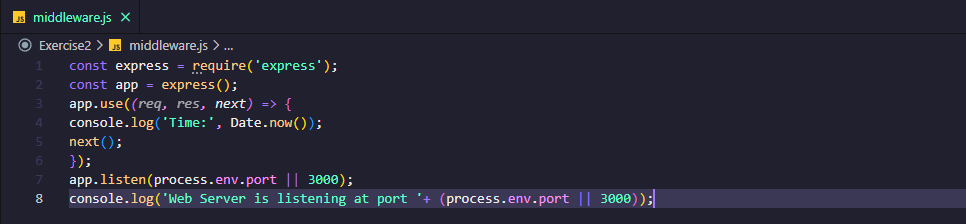 JS middleware.js ×
Exercise2 > JS middleware.js > ...
1 const express = require('express');
2 const app = express();
3 app.use((req, res, next) => {
4 console.log('Time:', Date.now());
5 next();
6 });
7 app.listen(process.env.port || 3000);
8 console.log('Web Server is listening at port '+ (process.env.port || 3000));